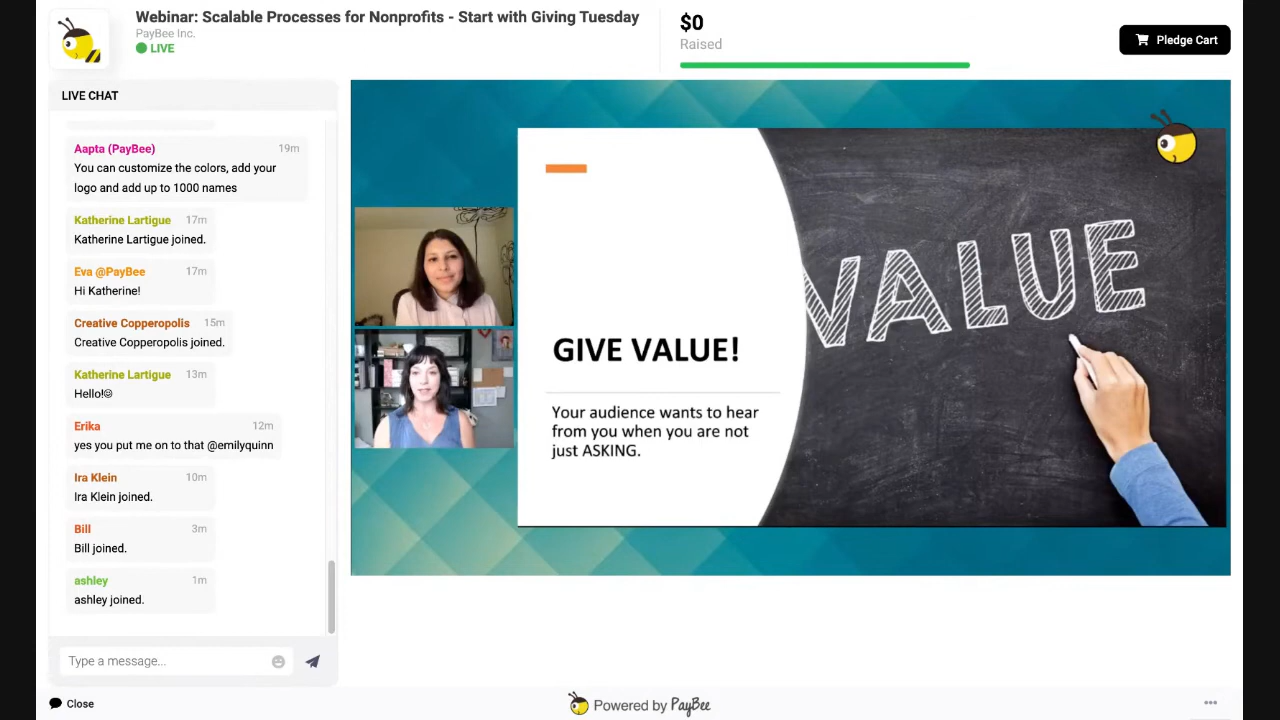 Webinar: Scalable Processes for Nonprofits - Start with Giving Tuesday
PayBee Inc.
LIVE
$0
Raised
Pledge Cart
LIVE CHAT
Aapta (PayBee) 19m
You can customize the colors, add your
logo and add up to 1000 names
Katherine Lartigue 17m
Katherine Lartigue joined.
Eva @PayBee 17m
Hi Katherine!
Creative Copperopolis 15m
Creative Copperopolis joined.
Katherine Lartigue 13m
Hello!☺
Erika 12m
yes you put me on to that @emilyquinn
Ira Klein 10m
Ira Klein joined.
Bill 3m
Bill joined.
ashley 1m
ashley joined.
Type a message...
Close
VALUE
GIVE VALUE!
Your audience wants to hear
from you when you are not
just ASKING.
Powered by PayBee